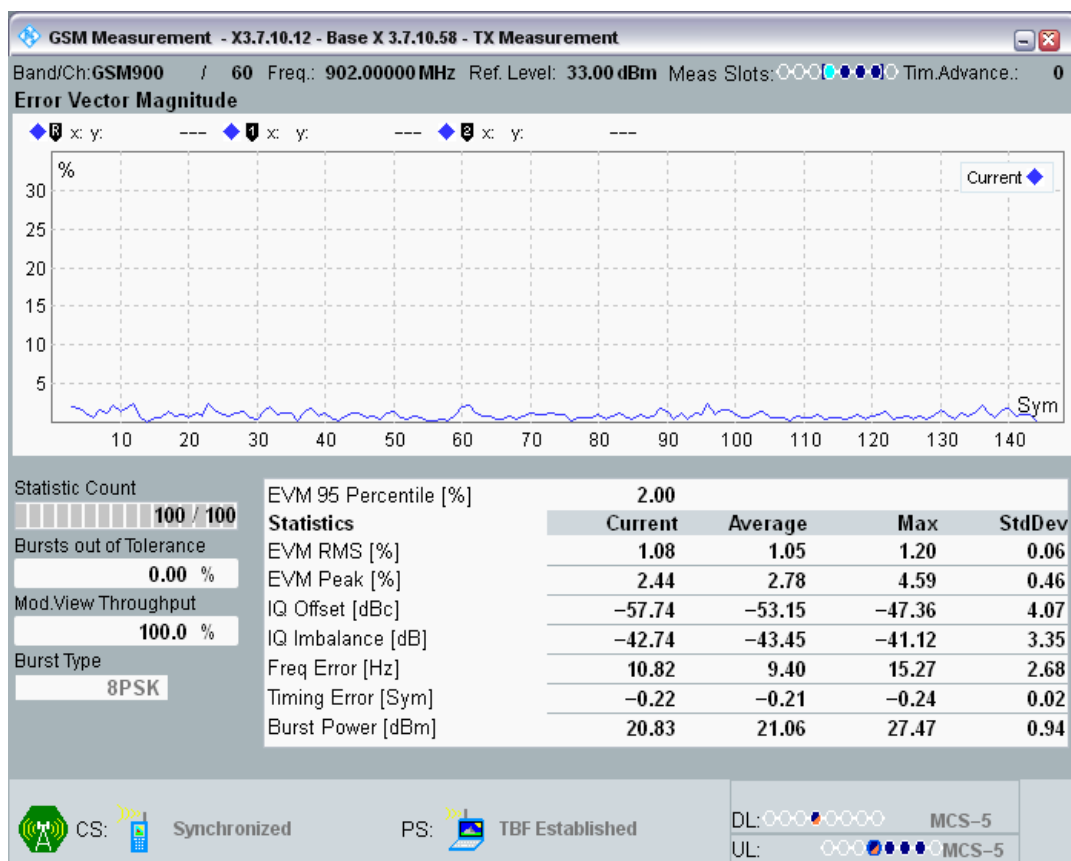 GSM Measurement - X3.7.10.12 - Base X 3.7.10.58 - TX Measurement
Band/Ch:GSM900 / 60 Freq.: 902.00000 MHz Ref. Level: 33.00 dBm Meas Slots: Tim.Advance.: 0
Error Vector Magnitude
R x: y: --- 1 x: y: --- 2 x: y: ---
%
Current
30
25
20
15
10
5
Sym
10 20 30 40 50 60 70 80 90 100 110 120 130 140
Statistic Count
100 / 100
Bursts out of Tolerance
0.00 %
Mod.View Throughput
100.0 %
Burst Type
8PSK
EVM 95 Percentile [%] 2.00
Statistics Current Average Max StdDev
EVM RMS [%] 1.08 1.05 1.20 0.06
EVM Peak [%] 2.44 2.78 4.59 0.46
IQ Offset [dBc] −57.74 −53.15 −47.36 4.07
IQ Imbalance [dB] −42.74 −43.45 −41.12 3.35
Freq Error [Hz] 10.82 9.40 15.27 2.68
Timing Error [Sym] −0.22 −0.21 −0.24 0.02
Burst Power [dBm] 20.83 21.06 27.47 0.94
CS: Synchronized PS: TBF Established
DL: MCS−5
UL: MCS−5